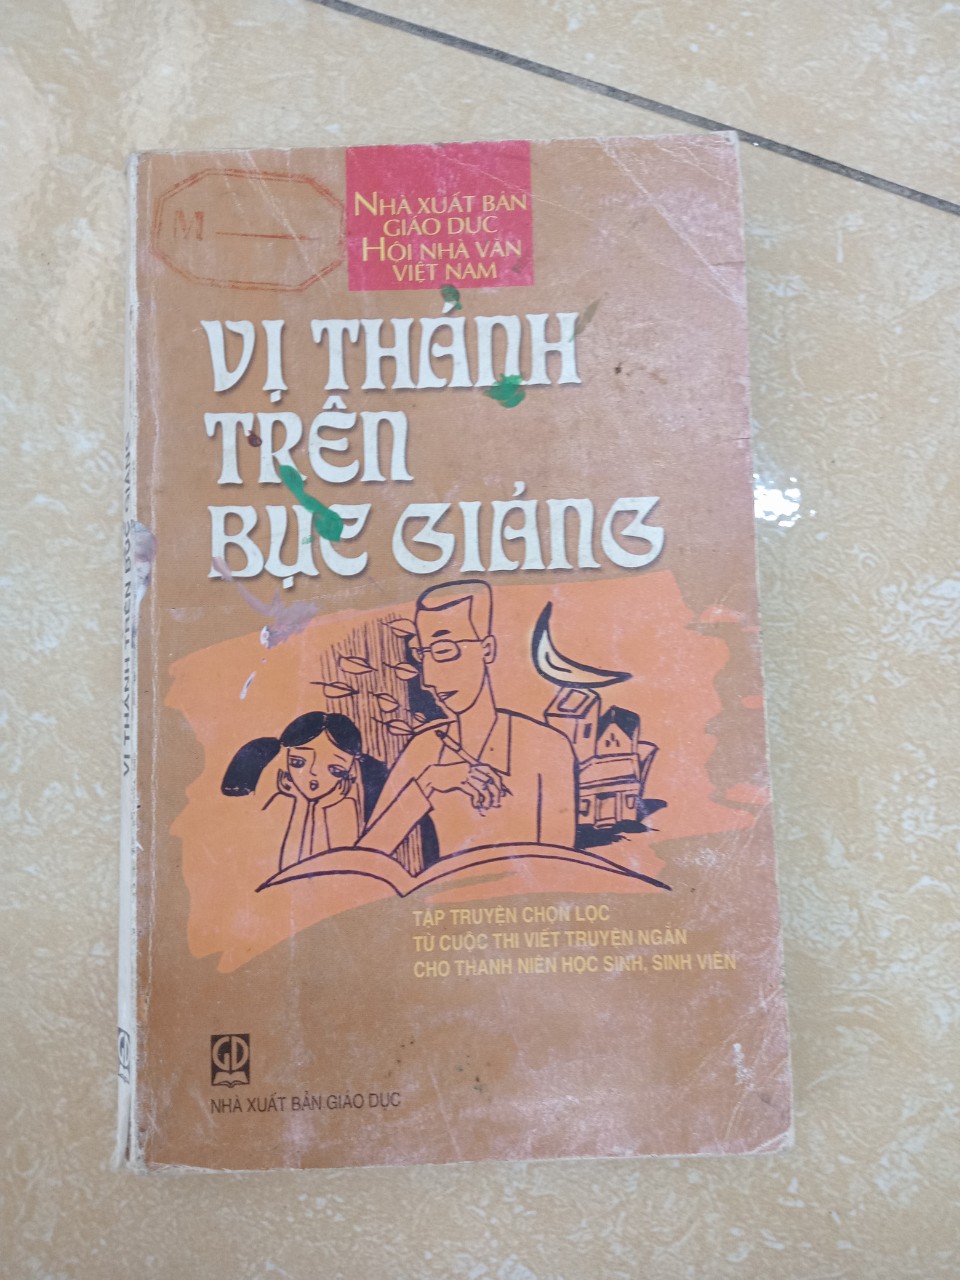 M
NHÀ XUẤT BẢN
GIÁO DỤC
HỘI NHÀ VĂN
VIỆT NAM
VỊ THÁNH
TRÊN
BỤC GIẢNG
TẬP TRUYỆN CHỌN LỌC
TỪ CUỘC THI VIẾT TRUYỆN NGẮN
CHO THANH NIÊN HỌC SINH, SINH VIÊN
GD
NHÀ XUẤT BẢN GIÁO DỤC
VỊ THÁNH TRÊN BỤC GIẢNG
GD